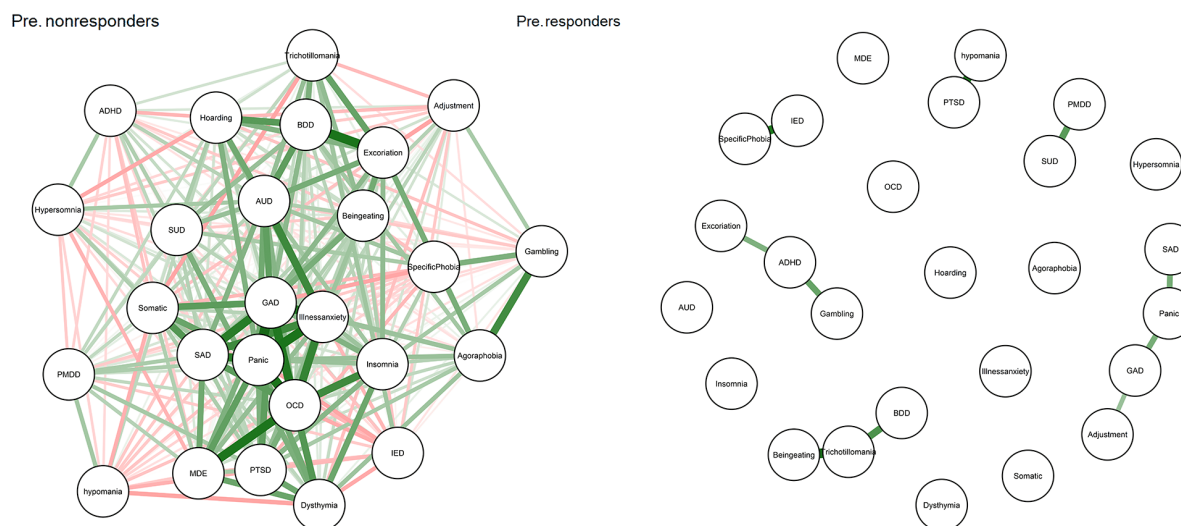 Pre. nonresponders
Pre. responders
Trichotillomania
ADHD
Adjustment
Hoarding
BDD
Excoriation
AUD
Hypersomnia
Beingeating
SUD
Gambling
SpecificPhobia
GAD
Somatic
Illnessanxiety
SAD
Panic
Agoraphobia
Insomnia
PMDD
OCD
IED
MDE
PTSD
hypomania
Dysthymia
MDE
hypomania
PTSD
PMDD
IED
SpecificPhobia
SUD
Hypersomnia
OCD
Excoriation
SAD
ADHD
Agoraphobia
Hoarding
AUD
Gambling
Panic
GAD
Illnessanxiety
Insomnia
BDD
Adjustment
Beingeating
Trichotillomania
Somatic
Dysthymia